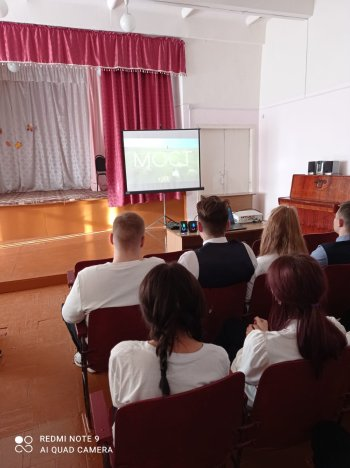 МОСТ
REDMI NOTE 9
AI QUAD CAMERA